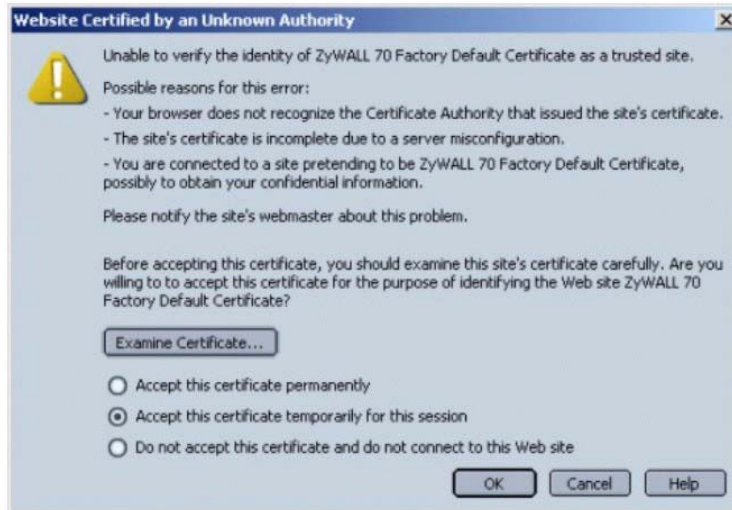 Website Certified by an Unknown Authority
Unable to verify the identity of ZyWALL 70 Factory Default Certificate as a trusted site.
Possible reasons for this error:
- Your browser does not recognize the Certificate Authority that issued the site's certificate.
- The site's certificate is incomplete due to a server misconfiguration.
- You are connected to a site pretending to be ZyWALL 70 Factory Default Certificate,
possibly to obtain your confidential information.
Please notify the site's webmaster about this problem.
Before accepting this certificate, you should examine this site's certificate carefully. Are you
willing to to accept this certificate for the purpose of identifying the Web site ZyWALL 70
Factory Default Certificate?
Examine Certificate...
Accept this certificate permanently
Accept this certificate temporarily for this session
Do not accept this certificate and do not connect to this Web site
OK Cancel Help